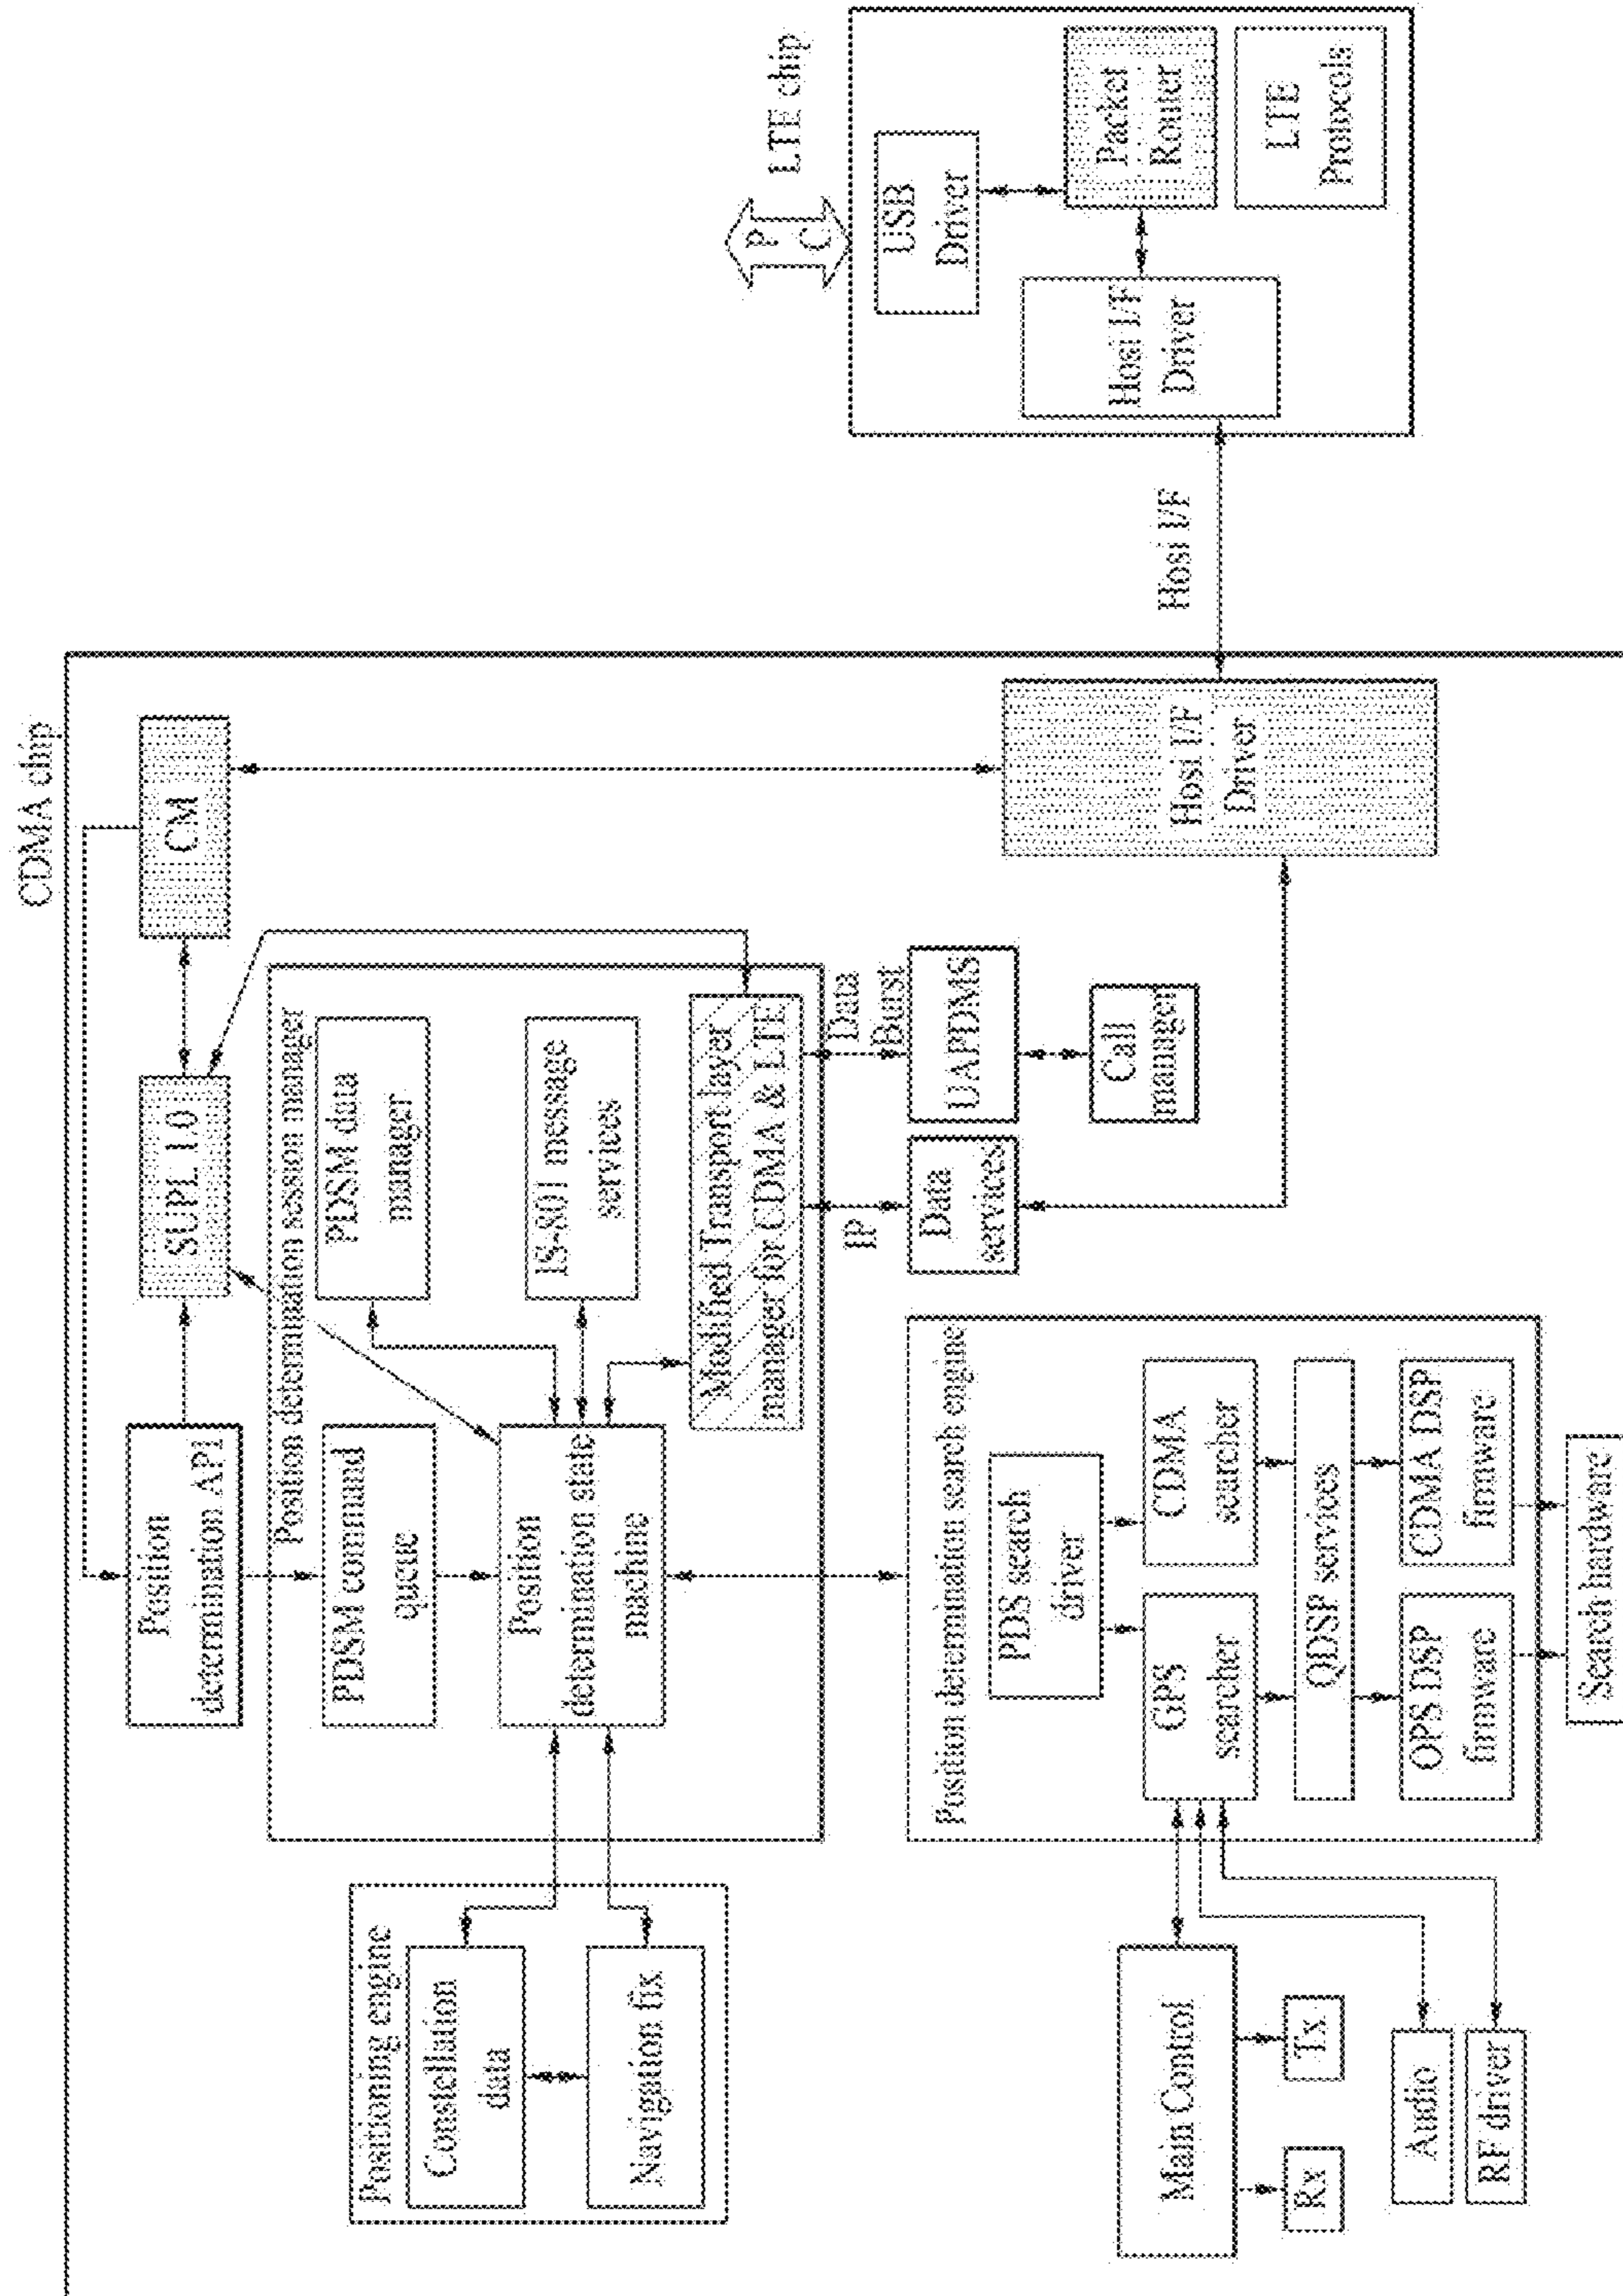 CDMA chip
Position
determination API
SUPL 1.0
CM
Position determination session manager
PDSM command
queue
PDSM data
manager
Position
determination state
machine
IS-801 message
services
Modified Transport layer
manager for CDMA & LTE
Positioning engine
Constellation
data
Navigation fix
IP
Data
Burst
Data
services
UAPDMS
Call
manager
Position determination search engine
PDS search
driver
GPS
searcher
CDMA
searcher
QDSP services
OPS DSP
firmware
CDMA DSP
firmware
Search hardware
Main Control
Rx
Tx
Audio
RF driver
Hosi I/F
Driver
Hosi I/F
P
C
LTE chip
USB
Driver
Hosi I/F
Driver
Packet
Router
LTE
Protocols